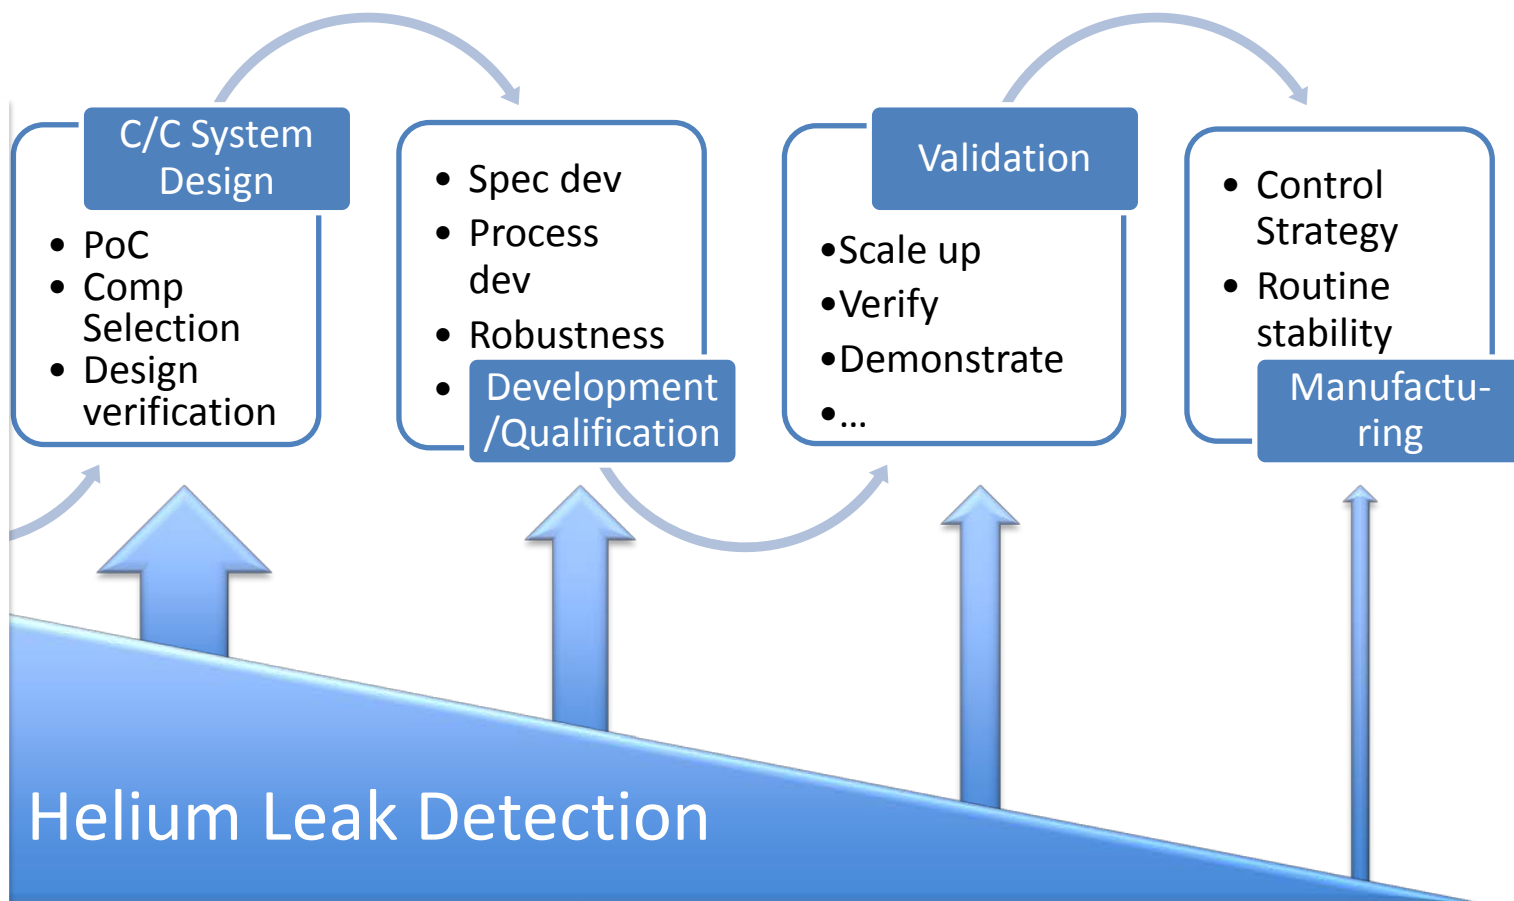 C/C System
Design
• PoC
• Comp
Selection
• Design
verification
• Spec dev
• Process
dev
• Robustness
•
Development
/Qualification
Validation
•Scale up
•Verify
•Demonstrate
•...
• Control
Strategy
• Routine
stability
Manufactu-
ring
Helium Leak Detection